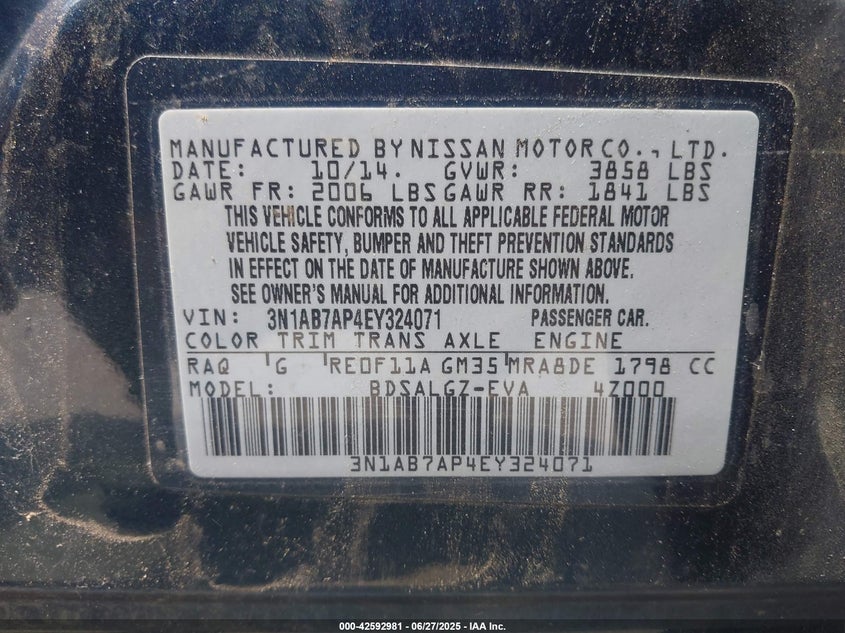 MANUFACTURED BY NISSAN MOTOR CO., LTD.
DATE: 10/14. GVWR: 3858 LBS
GAWR FR: 2006 LBS GAWR RR: 1841 LBS
THIS VEHICLE CONFORMS TO ALL APPLICABLE FEDERAL MOTOR
VEHICLE SAFETY, BUMPER AND THEFT PREVENTION STANDARDS
IN EFFECT ON THE DATE OF MANUFACTURE SHOWN ABOVE.
SEE OWNER'S MANUAL FOR ADDITIONAL INFORMATION
VIN: 3N1AB7AP4EY324071 PASSENGER CAR.
COLOR TRIM TRANS AXLE ENGINE
RAQ G RE0F11A GM35 MRA8DE 1798 CC
MODEL: BDSALGZ-EVA 4Z000
3N1AB7AP4EY324071
000-42592981 | 06/27/2025 - IAA Inc.